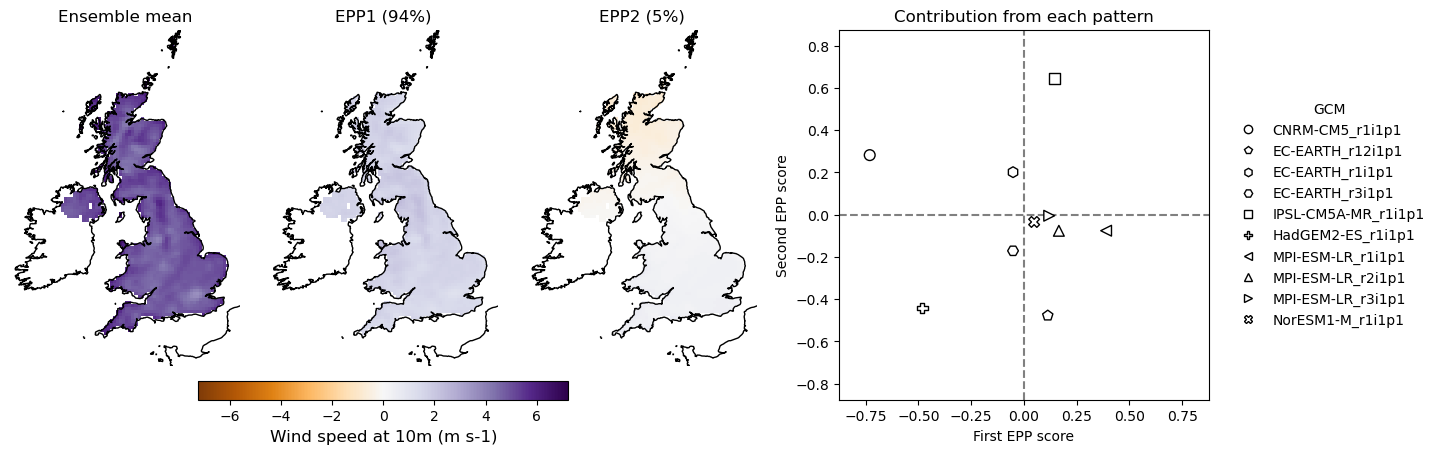 Ensemble mean
EPP1 (94%)
EPP2 (5%)
−6 −4 −2 0 2 4 6
Wind speed at 10m (m s-1)
Contribution from each pattern
Second EPP score
0.8
0.6
0.4
0.2
0.0
−0.2
−0.4
−0.6
−0.8
−0.75 −0.50 −0.25 0.00 0.25 0.50 0.75
First EPP score
GCM
CNRM-CM5_r1i1p1
EC-EARTH_r12i1p1
EC-EARTH_r1i1p1
EC-EARTH_r3i1p1
IPSL-CM5A-MR_r1i1p1
HadGEM2-ES_r1i1p1
MPI-ESM-LR_r1i1p1
MPI-ESM-LR_r2i1p1
MPI-ESM-LR_r3i1p1
NorESM1-M_r1i1p1